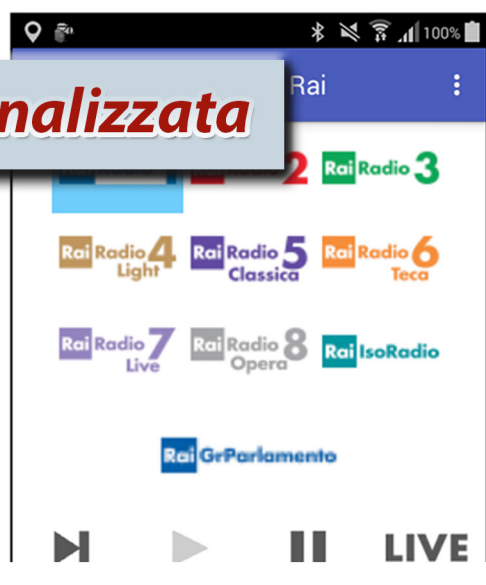 100%
Rai
nalizzata
2
Rai Radio 3
Rai Radio 4
Light
Rai Radio 5
Classica
Rai Radio 6
Teca
Rai Radio 7
Live
Rai Radio 8
Opera
Rai IsoRadio
Rai GrParlamento
LIVE